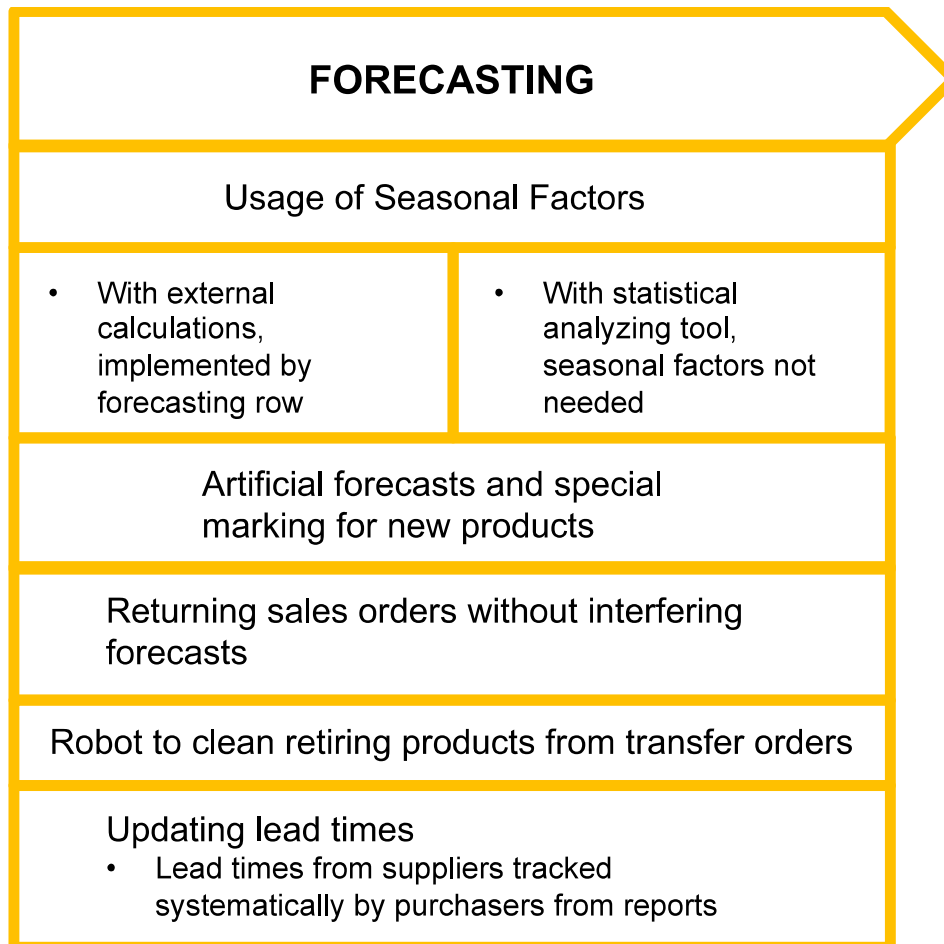 FORECASTING
Usage of Seasonal Factors
• With external
calculations,
implemented by
forecasting row
• With statistical
analyzing tool,
seasonal factors not
needed
Artificial forecasts and special
marking for new products
Returning sales orders without interfering
forecasts
Robot to clean retiring products from transfer orders
Updating lead times
• Lead times from suppliers tracked
systematically by purchasers from reports